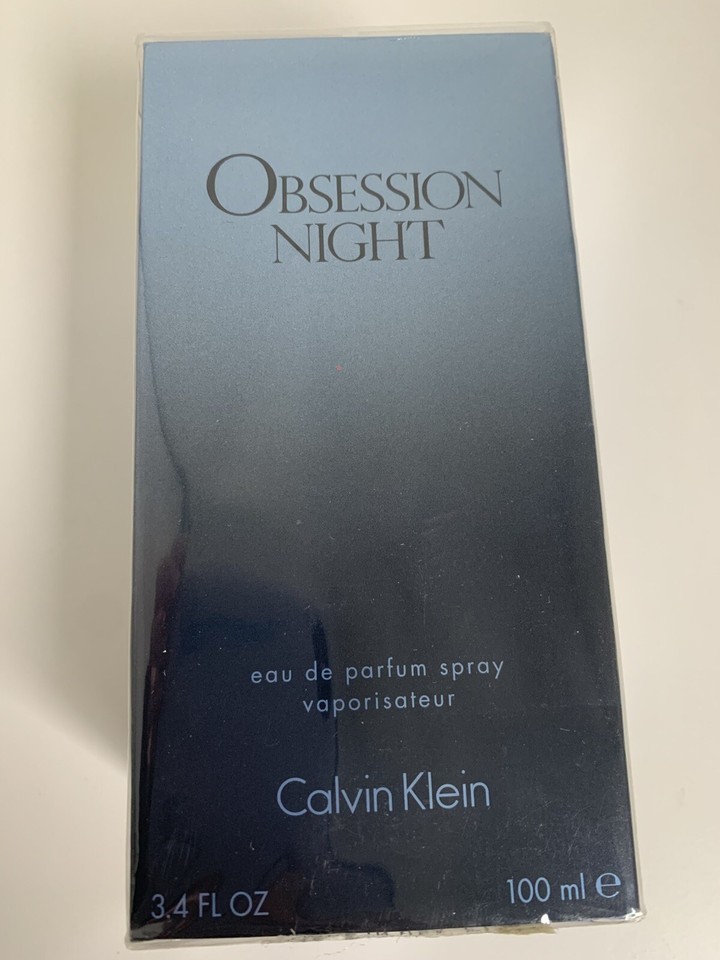 OBSESSION
NIGHT
eau de parfum spray
vaporisateur
Calvin Klein
3.4 FL OZ
100 ml ℮